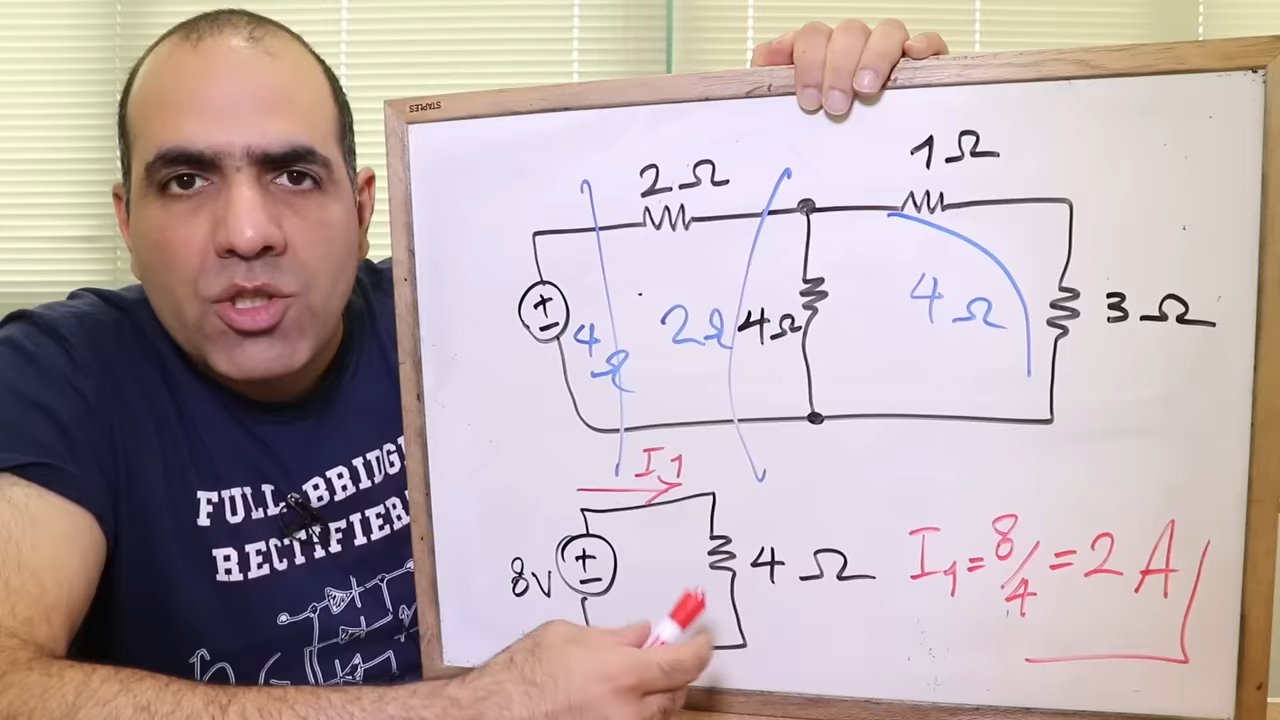 STAPLES
2Ω
1Ω
+
−
4Ω
2Ω
4Ω
4Ω
3Ω
I1
8V
+
−
4Ω
I1=8/4=2A
FULL BRIDGE
RECTIFIER